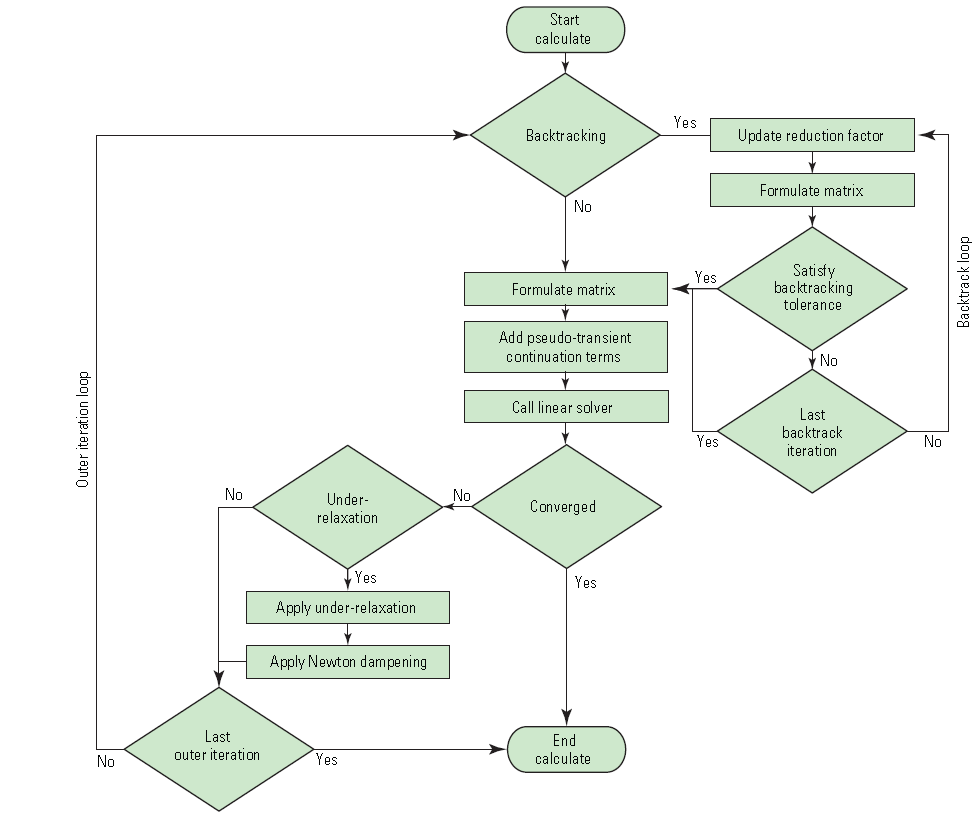 Start
calculate
Backtracking
Yes
Update reduction factor
Formulate matrix
No
Satisfy
backtracking
tolerance
Yes
Backtrack loop
Formulate matrix
Add pseudo-transient
continuation terms
No
Call linear solver
Last
backtrack
iteration
Yes
No
Outer iteration loop
Converged
No
Under-
relaxation
No
Yes
Yes
Apply under-relaxation
Apply Newton dampening
Last
outer iteration
No
Yes
End
calculate